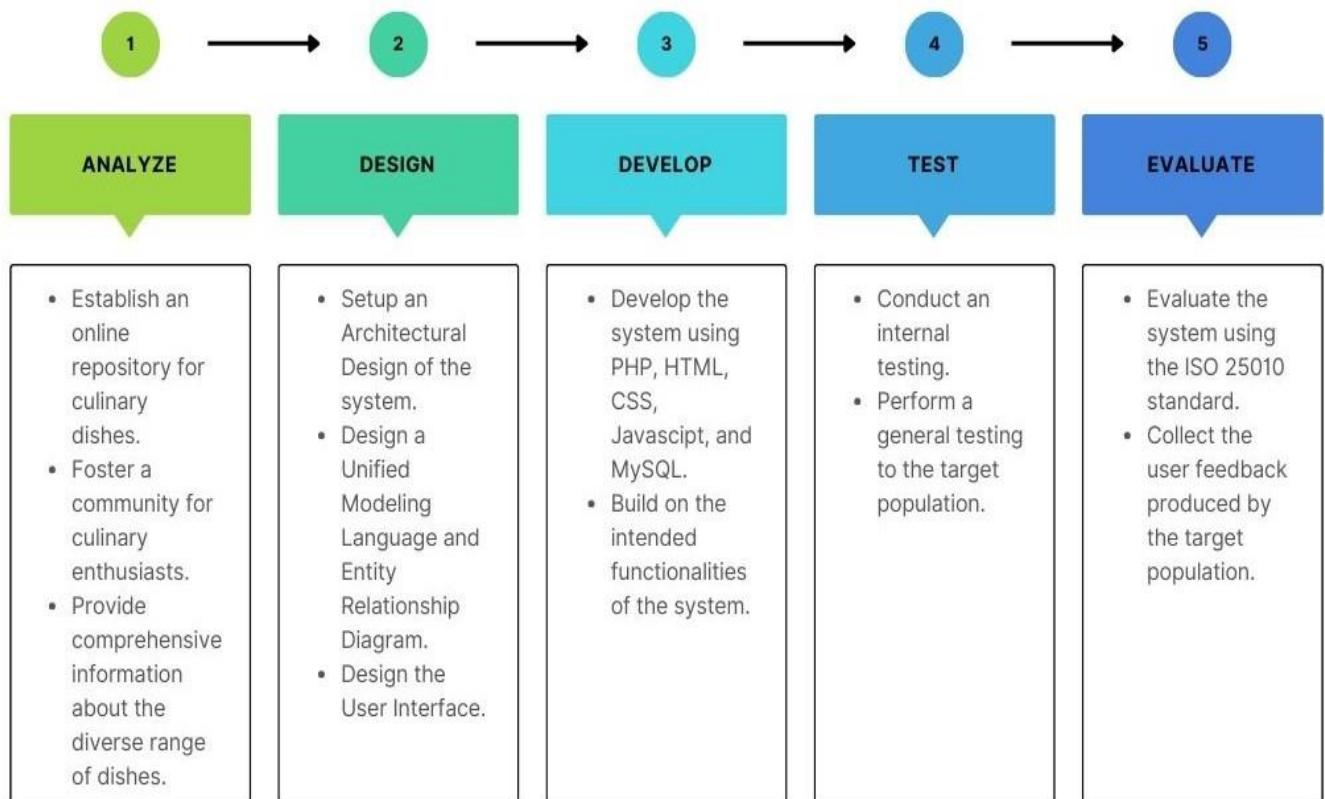 1
2
3
4
5
ANALYZE
DESIGN
DEVELOP
TEST
EVALUATE
• Establish an
online
repository for
culinary
dishes.
• Foster a
community for
culinary
enthusiasts.
• Provide
comprehensive
information
about the
diverse range
of dishes.
• Setup an
Architectural
Design of the
system.
• Design a
Unified
Modeling
Language and
Entity
Relationship
Diagram.
• Design the
User Interface.
• Develop the
system using
PHP, HTML,
CSS,
Javascipt, and
MySQL.
• Build on the
intended
functionalities
of the system.
• Conduct an
internal
testing.
• Perform a
general testing
to the target
population.
• Evaluate the
system using
the ISO 25010
standard.
• Collect the
user feedback
produced by
the target
population.